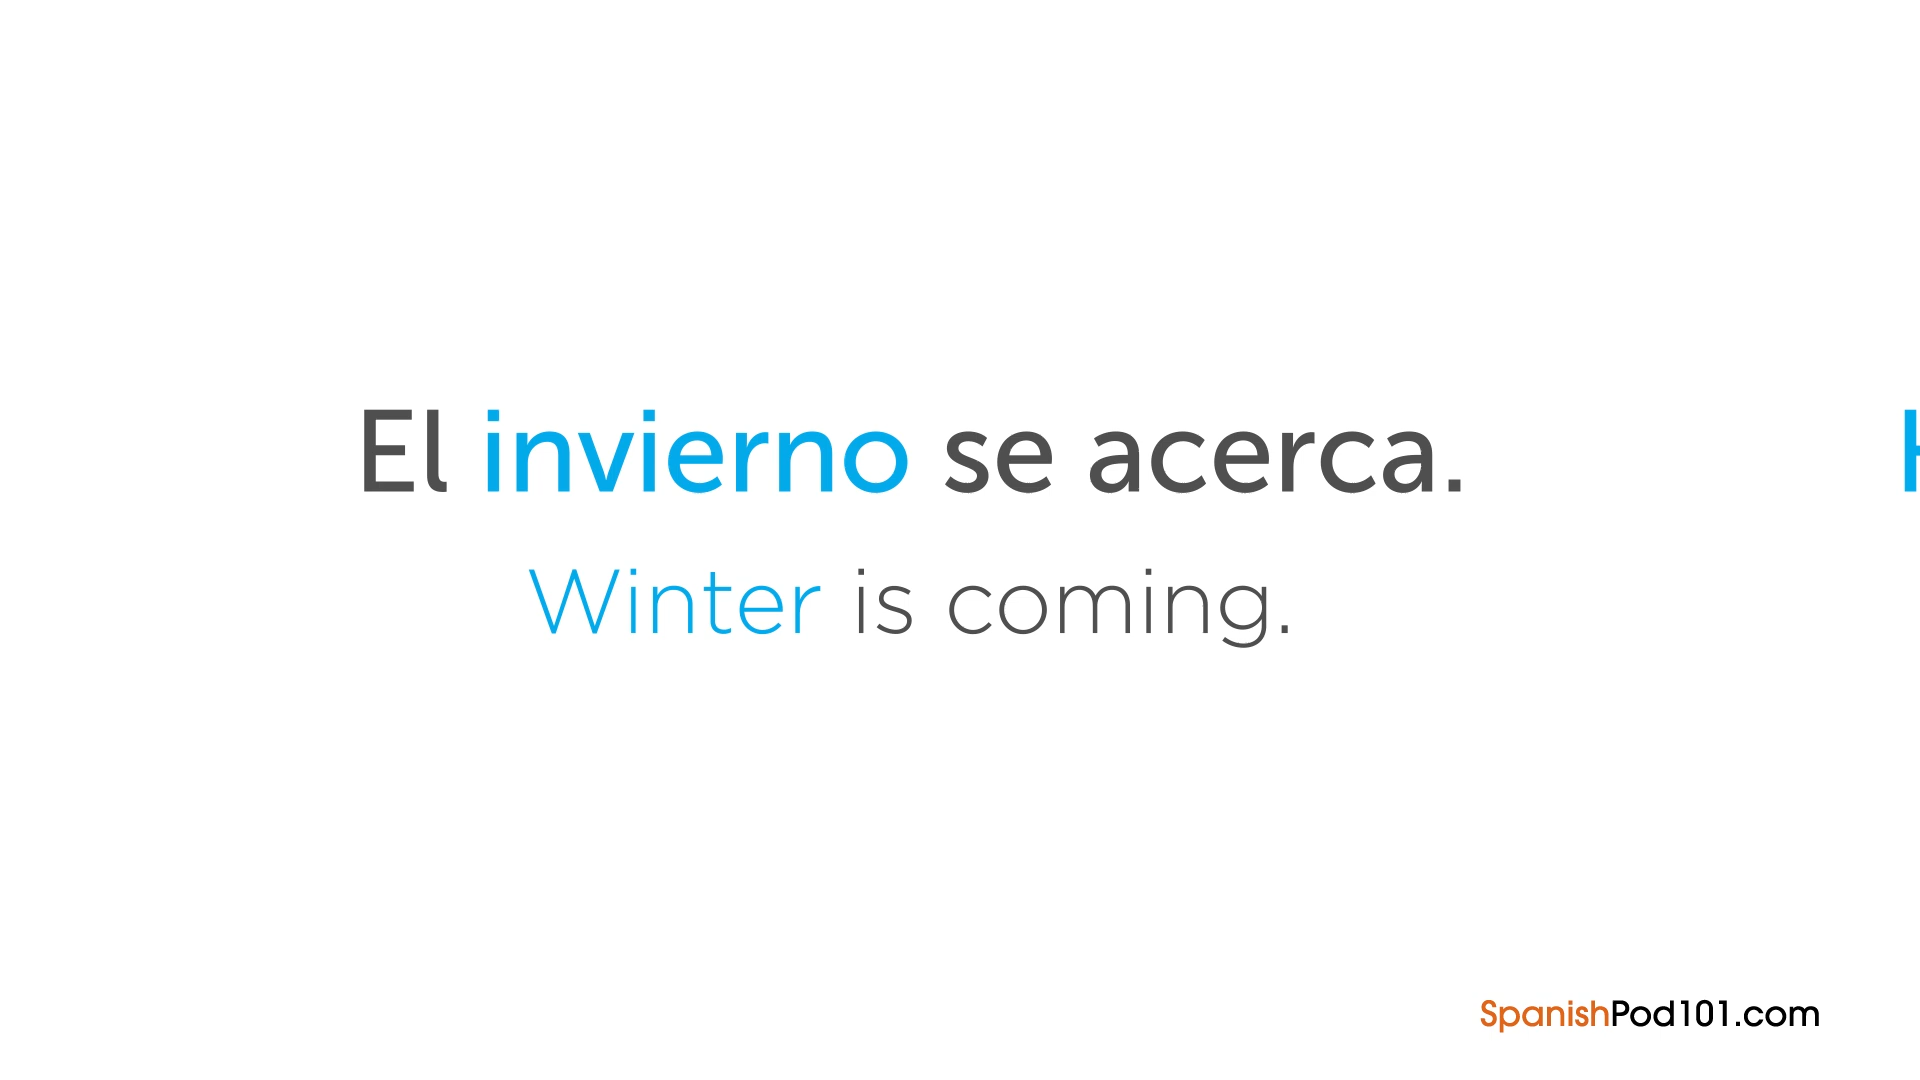 El invierno se acerca.
Winter is coming.
SpanishPod101.com